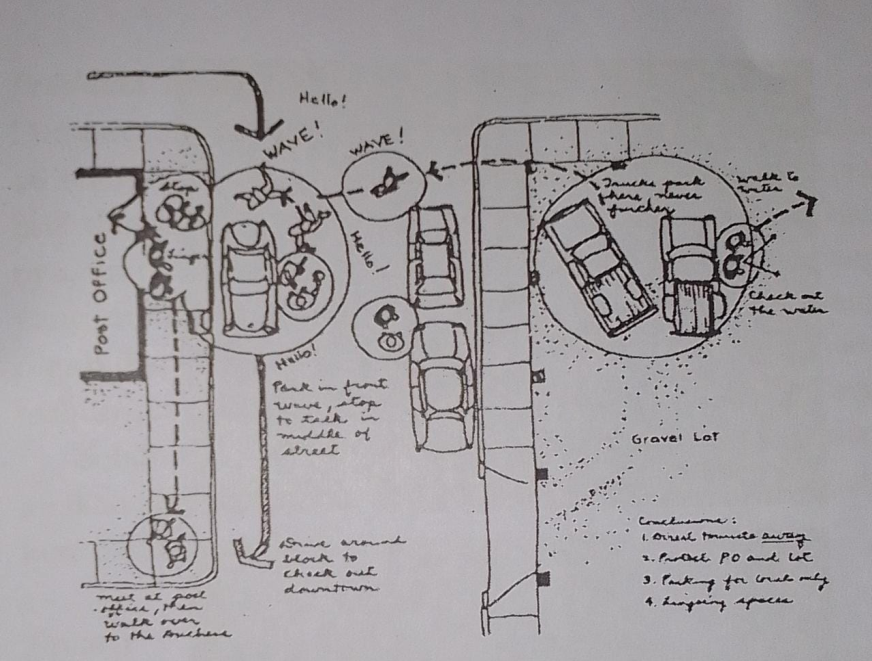 Hello!
WAVE!
WAVE!
Stop
Trucks park
there never
further
walk to
water
Post Office
Hello!
Check out
the water
Hello!
Park in front
wave, stop
to talk in
middle of
street
Gravel Lot
Drive around
block to
check out
downtown
meet at post
office, then
walk over
to the Duchess
Conclusions:
1. Direct tourists away
2. Protect PO and Lot
3. Parking for locals only
4. Lingering spaces